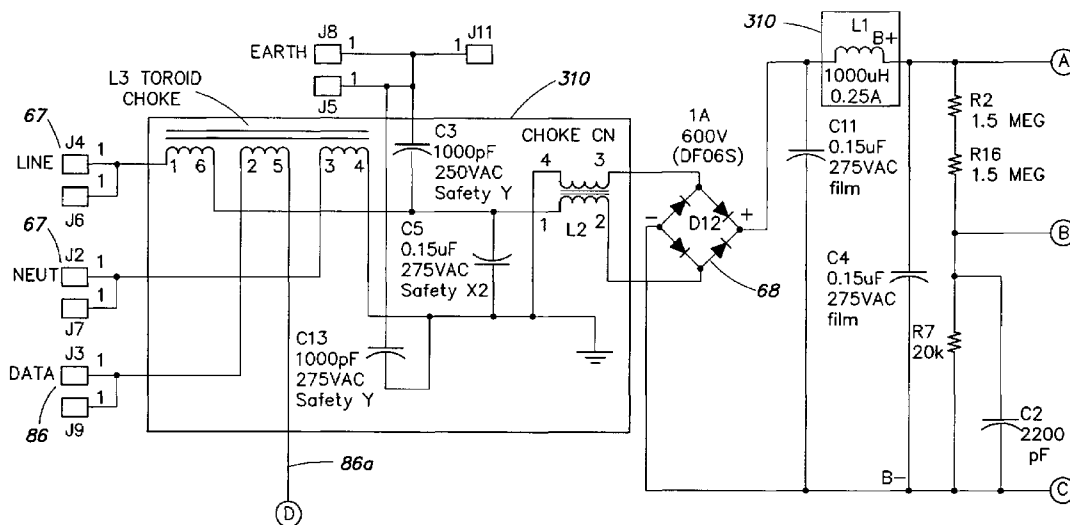 310
L1
B+
1000uH
0.25A
A
J8
1
EARTH
1
J11
1
J5
L3 TOROID
CHOKE
310
67
J4
1
LINE
J6
1
1 6 2 5 3 4
C3
1000pF
250VAC
Safety Y
CHOKE CN
4 3
1 2
L2
1A
600V
(DF06S)
- D12 +
68
C11
0.15uF
275VAC
film
R2
1.5 MEG
R16
1.5 MEG
B
67
J2
1
NEUT
J7
1
C5
0.15uF
275VAC
Safety X2
C4
0.15uF
275VAC
film
R7
20k
C13
1000pF
275VAC
Safety Y
J3
1
DATA
J9
1
86
86a
D
C2
2200
pF
B-
C